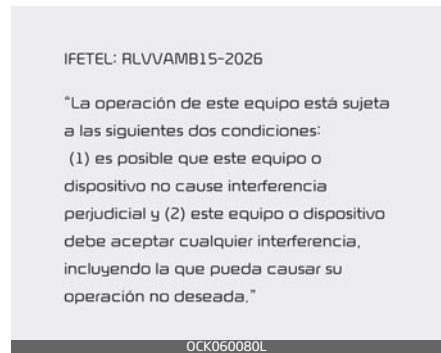 IFETEL: RLVVAMB15-2026
“La operación de este equipo está sujeta
a las siguientes dos condiciones:
(1) es posible que este equipo o
dispositivo no cause interferencia
perjudicial y (2) este equipo o dispositivo
debe aceptar cualquier interferencia,
incluyendo la que pueda causar su
operación no deseada.”
OCK060080L